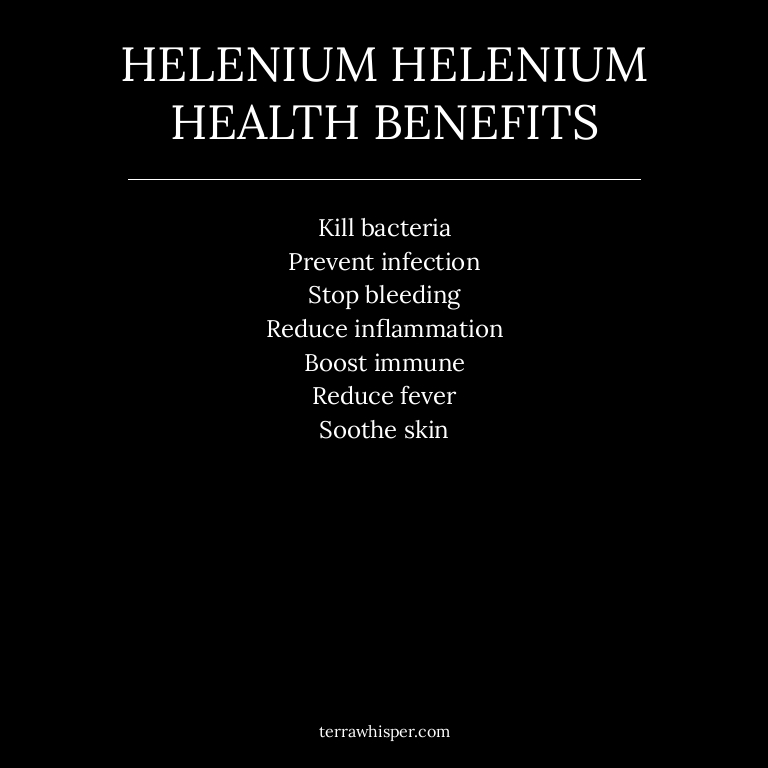 HELENIUM HELENIUM
HEALTH BENEFITS
Kill bacteria
Prevent infection
Stop bleeding
Reduce inflammation
Boost immune
Reduce fever
Soothe skin
terrawhisper.com